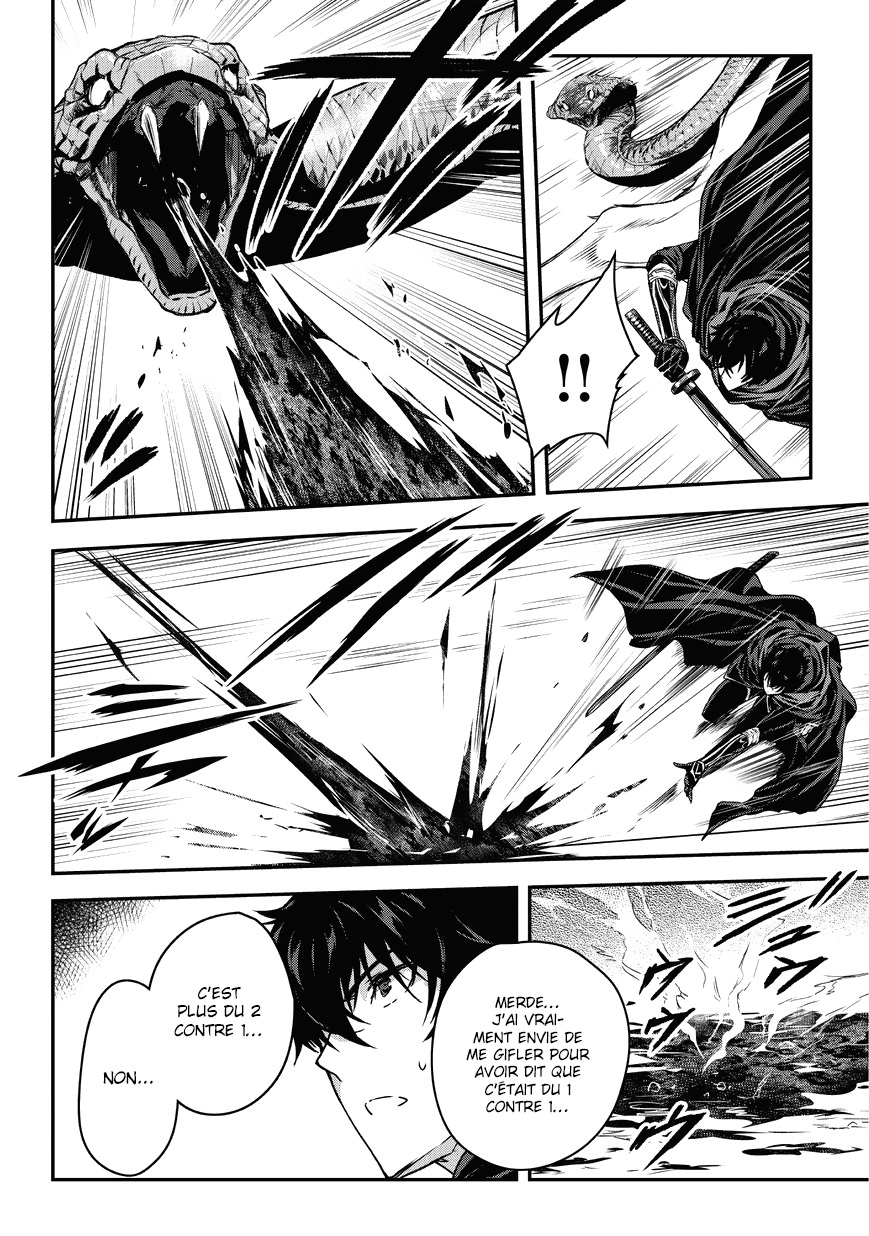 !!
MERDE...
J'AI VRAI-
MENT ENVIE DE
ME GIFLER POUR
AVOIR DIT QUE
C'ÉTAIT DU 1
CONTRE 1...
C'EST
PLUS DU 2
CONTRE 1...
NON...